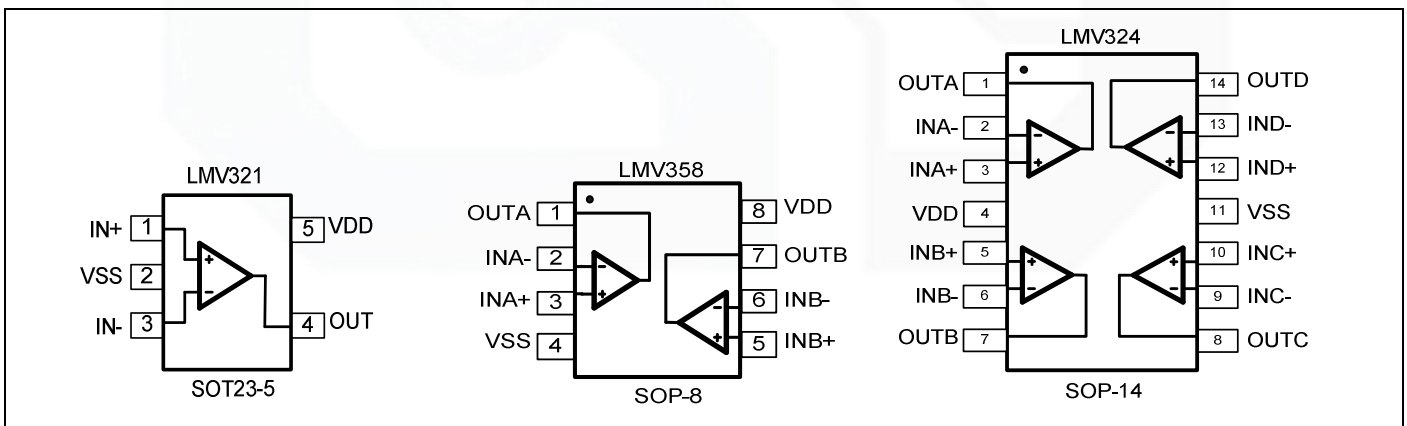 LMV321
IN+ 1
VSS 2
IN- 3
5 VDD
4 OUT
+
-
SOT23-5
LMV358
OUTA 1
INA- 2
INA+ 3
VSS 4
8 VDD
7 OUTB
6 INB-
5 INB+
-
+
-
+
SOP-8
LMV324
OUTA 1
INA- 2
INA+ 3
VDD 4
INB+ 5
INB- 6
OUTB 7
14 OUTD
13 IND-
12 IND+
11 VSS
10 INC+
9 INC-
8 OUTC
-
+
-
+
+
-
+
-
SOP-14